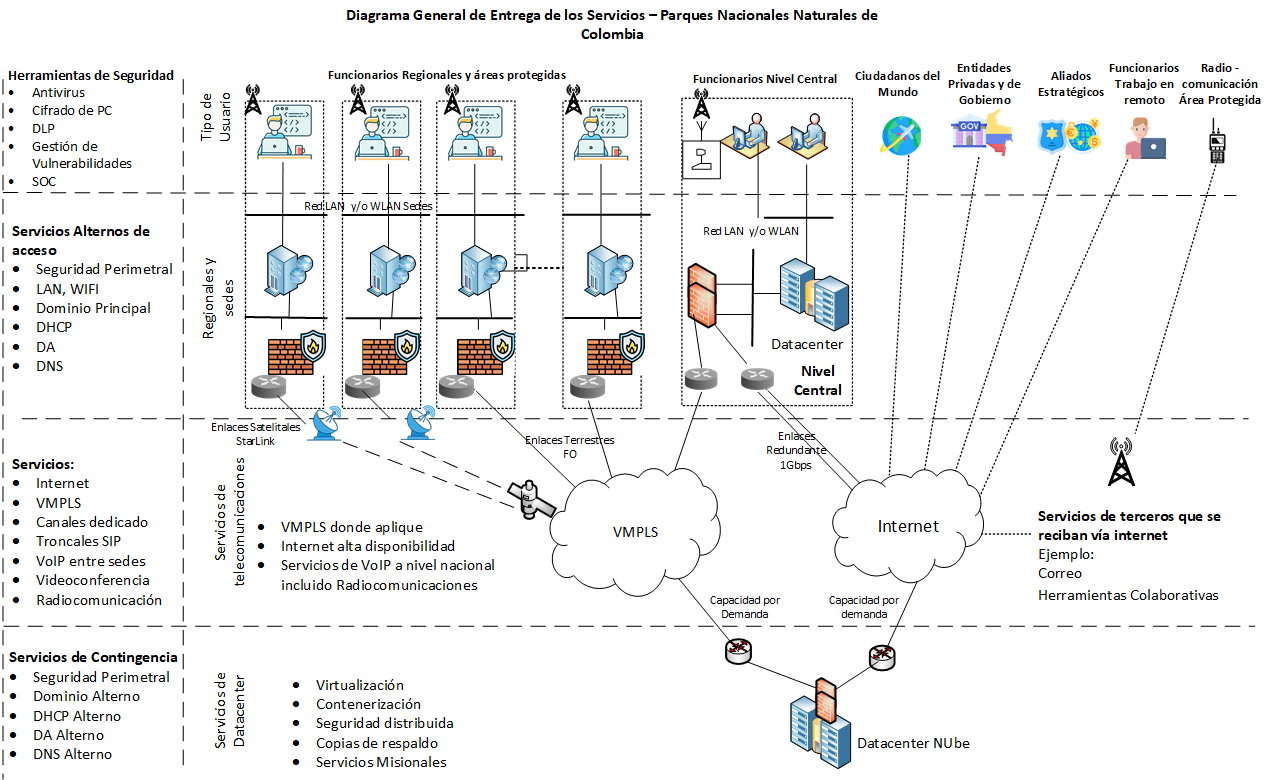 Diagrama General de Entrega de los Servicios – Parques Nacionales Naturales de
Colombia
Herramientas de Seguridad
• Antivirus
• Cifrado de PC
• DLP
• Gestión de
Vulnerabilidades
• SOC
Tipo de
Usuario
Funcionarios Regionales y áreas protegidas
Funcionarios Nivel Central
Ciudadanos del
Mundo
Entidades
Privadas y de
Gobierno
GOV
Aliados
Estratégicos
Funcionarios
Trabajo en
remoto
Radio -
comunicación
Área Protegida
Servicios Alternos de
acceso
• Seguridad Perimetral
• LAN, WIFI
• Dominio Principal
• DHCP
• DA
• DNS
Regionales y
sedes
Red LAN y/o WLAN Sedes
Red LAN y/o WLAN
Datacenter
Nivel
Central
Servicios:
• Internet
• VMPLS
• Canales dedicado
• Troncales SIP
• VoIP entre sedes
• Videoconferencia
• Radiocomunicación
Servicios de
telecomunicaciones
Enlaces Satelitales
StarLink
Enlaces Terrestres
FO
Enlaces
Redundante
1Gbps
• VMPLS donde aplique
• Internet alta disponibilidad
• Servicios de VoIP a nivel nacional
incluido Radiocomunicaciones
VMPLS
Internet
Servicios de terceros que se
reciban vía internet
Ejemplo:
Correo
Herramientas Colaborativas
Capacidad por
Demanda
Capacidad por
demanda
Servicios de Contingencia
• Seguridad Perimetral
• Dominio Alterno
• DHCP Alterno
• DA Alterno
• DNS Alterno
Servicios de
Datacenter
• Virtualización
• Contenerización
• Seguridad distribuida
• Copias de respaldo
• Servicios Misionales
Datacenter NUbe